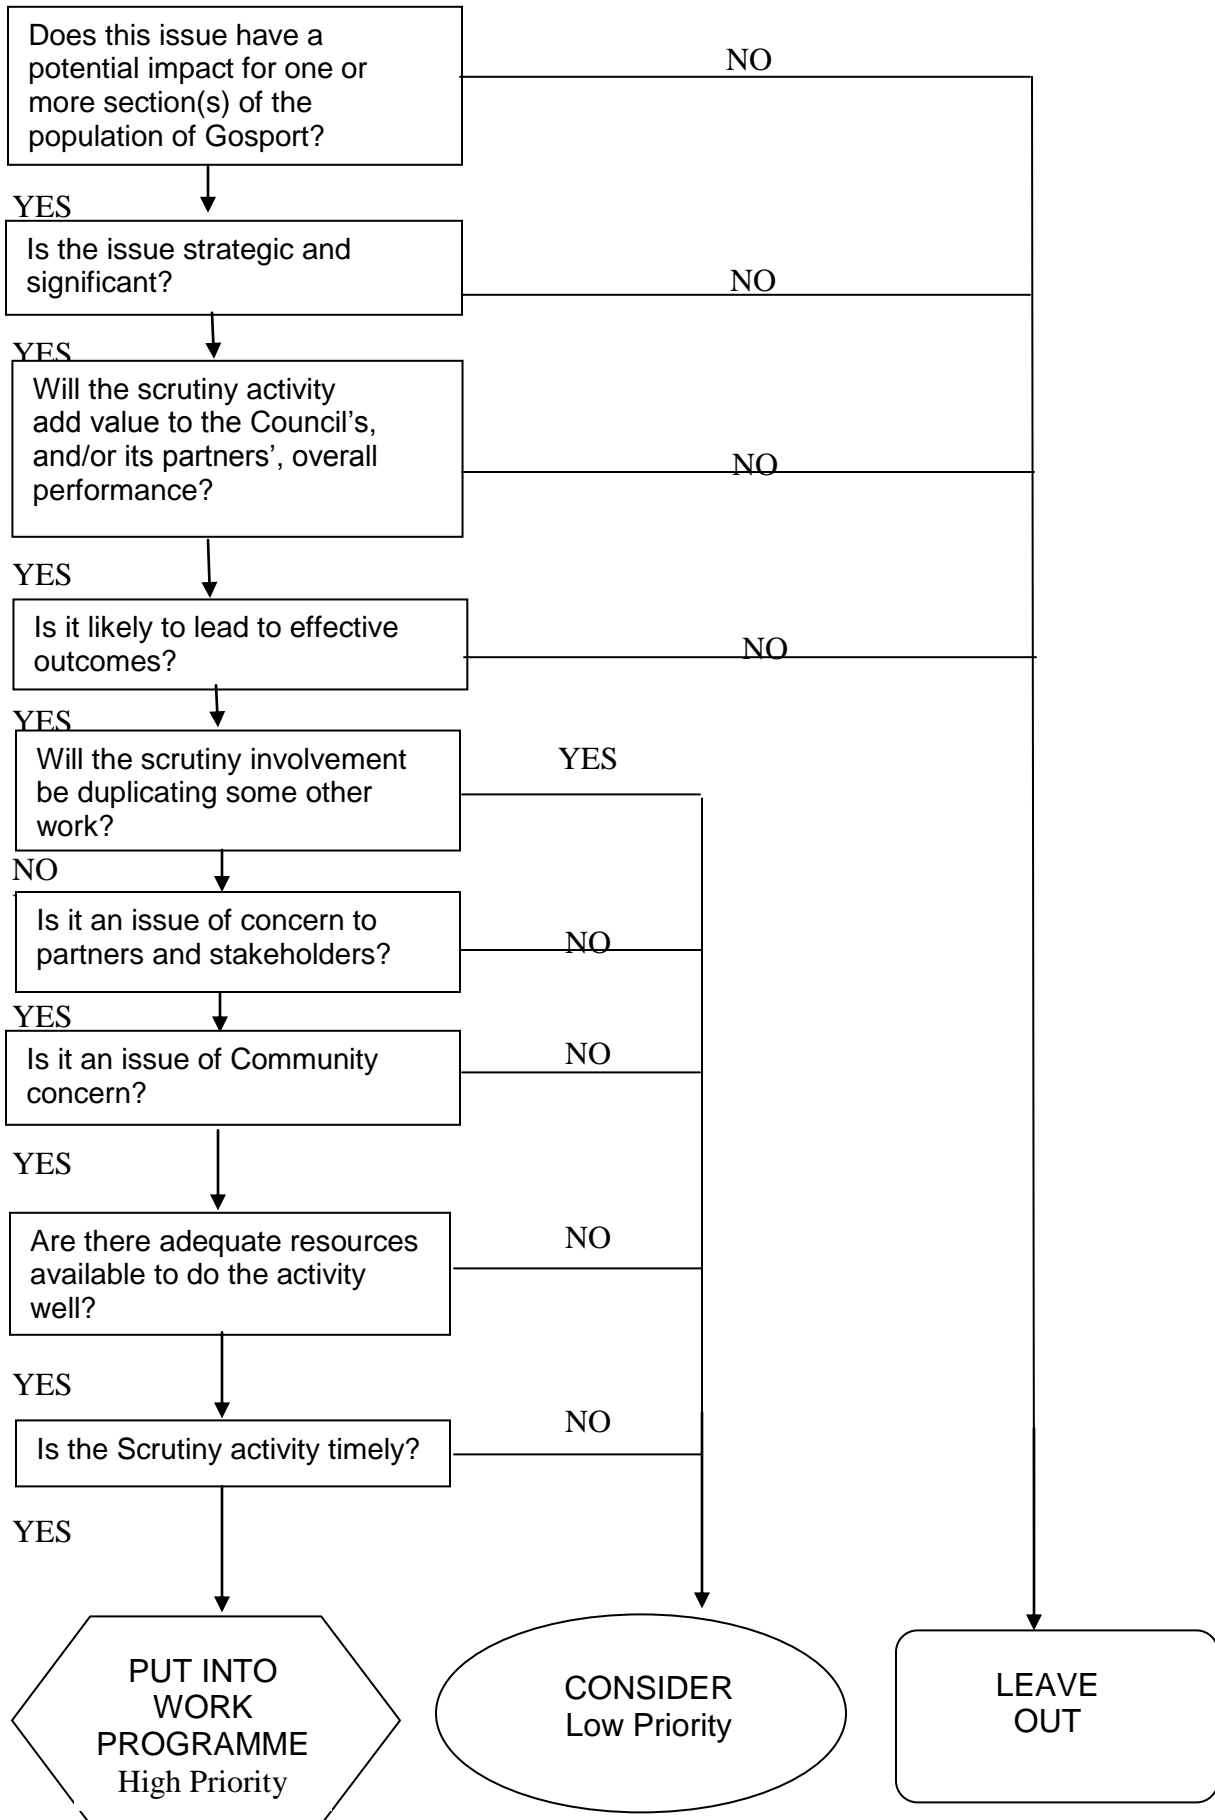 Does this issue have a
potential impact for one or
more section(s) of the
population of Gosport?
NO
YES
Is the issue strategic and
significant?
NO
YES
Will the scrutiny activity
add value to the Council’s,
and/or its partners’, overall
performance?
NO
YES
Is it likely to lead to effective
outcomes?
NO
YES
Will the scrutiny involvement
be duplicating some other
work?
YES
NO
Is it an issue of concern to
partners and stakeholders?
NO
YES
Is it an issue of Community
concern?
NO
YES
Are there adequate resources
available to do the activity
well?
NO
YES
Is the Scrutiny activity timely?
NO
YES
PUT INTO
WORK
PROGRAMME
High Priority
CONSIDER
Low Priority
LEAVE
OUT